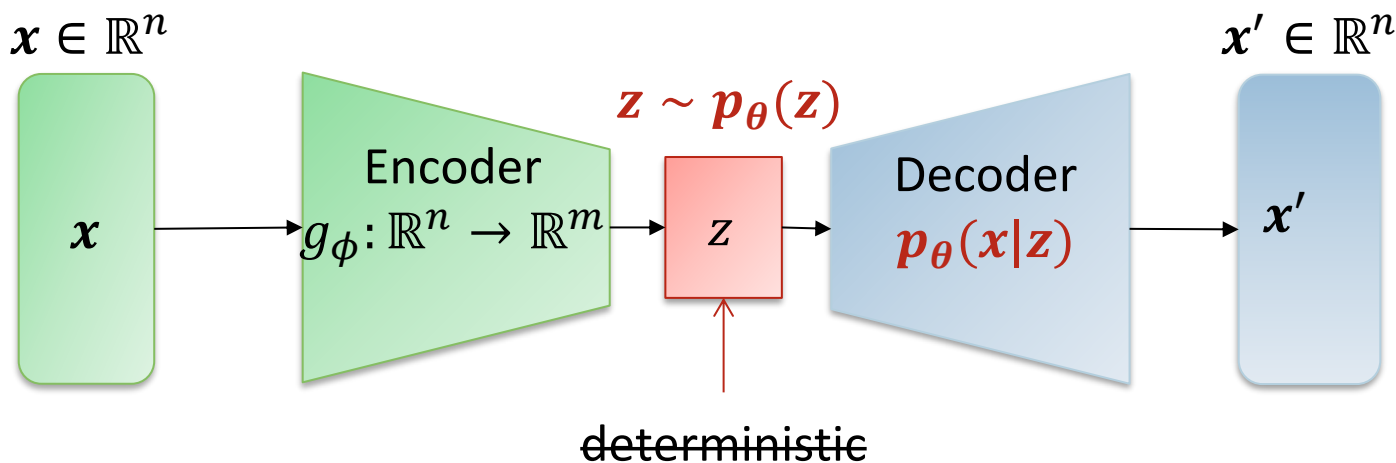 𝒙 ∈ ℝⁿ
𝒙′ ∈ ℝⁿ
𝒛 ~ 𝒑_𝜽(𝒛)
Encoder
g_ϕ: ℝⁿ → ℝᵐ
Decoder
𝒑_𝜽(𝒙|𝒛)
𝒙
z
𝒙′
deterministic